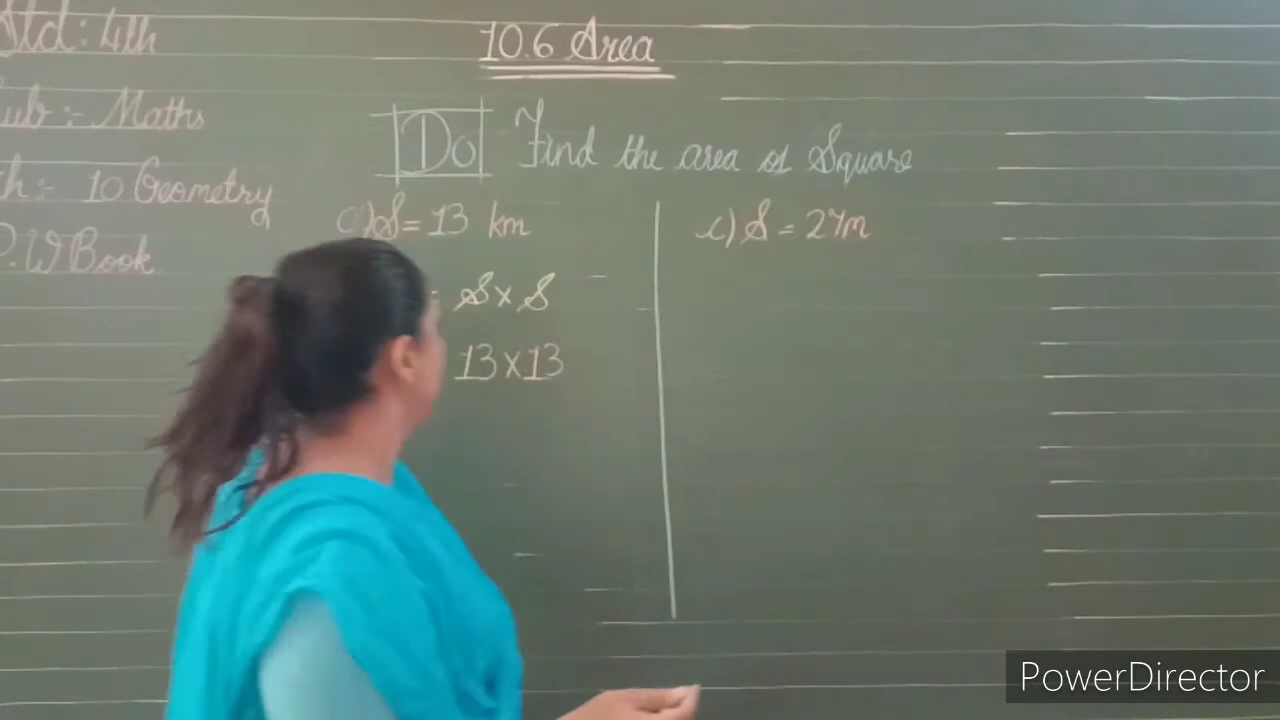 Std: 4th
10.6 Area
Sub :- Maths
Do Find the area of Square
Ch :- 10 Geometry
a) S = 13 km
c) S = 27m
P.W Book
S x S
13 x 13
PowerDirector